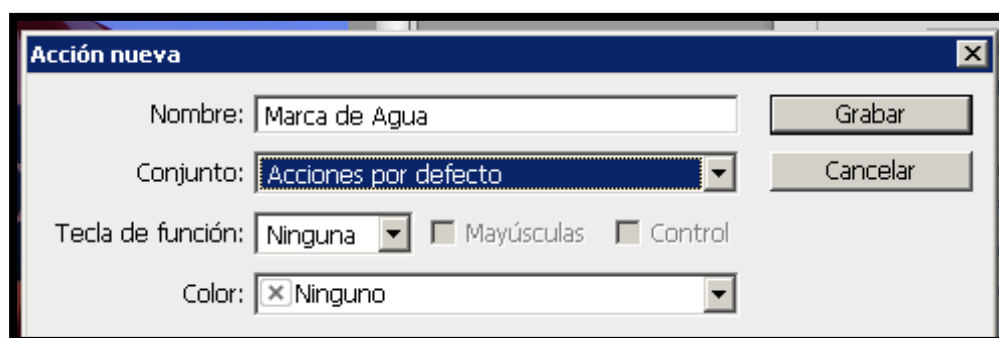 Acción nueva
Nombre: Marca de Agua Grabar
Conjunto: Acciones por defecto Cancelar
Tecla de función: Ninguna Mayúsculas Control
Color: Ninguno